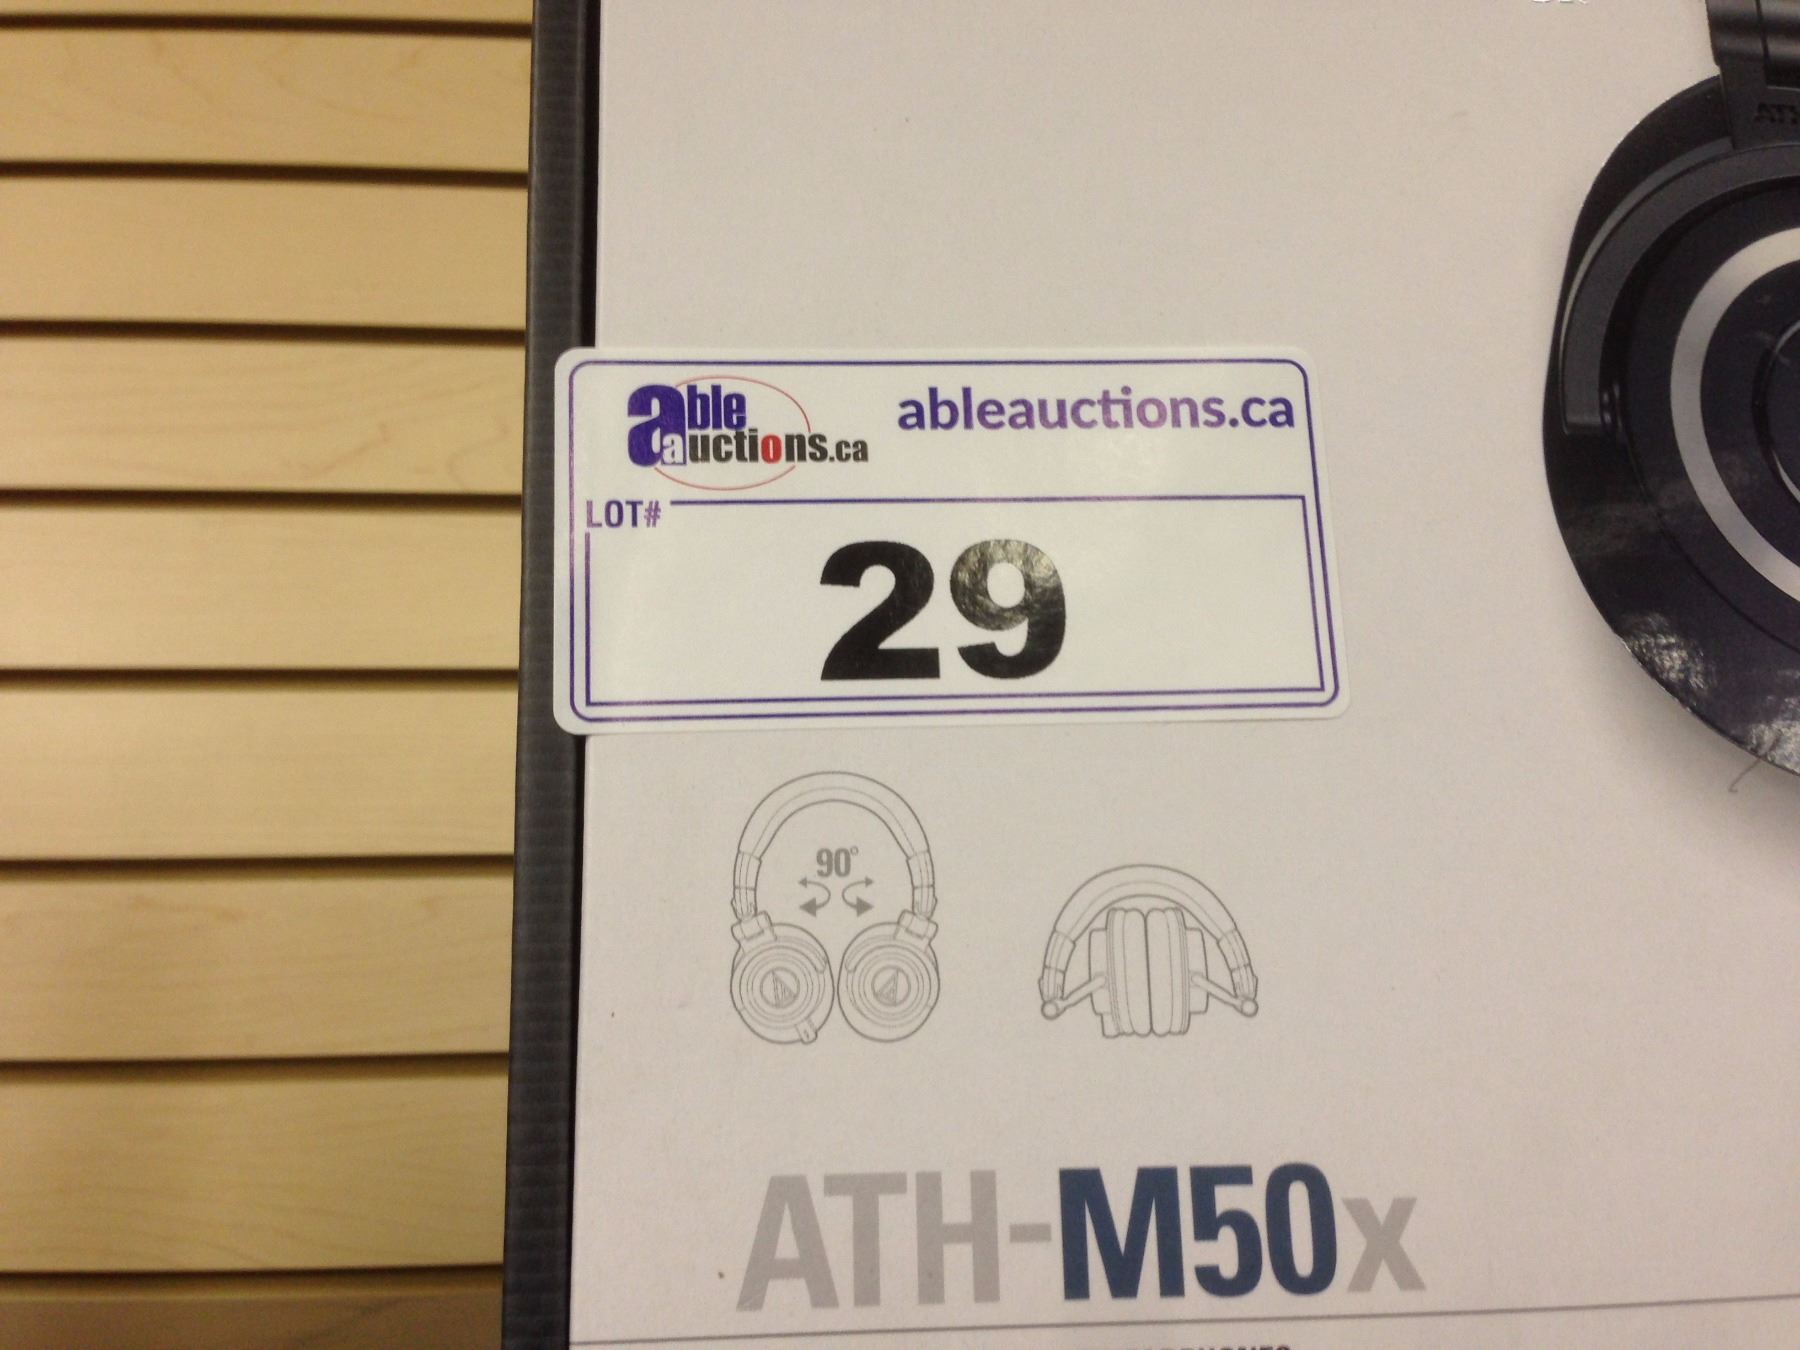 able
auctions.ca
ableauctions.ca
LOT#
29
90°
ATH-M50x